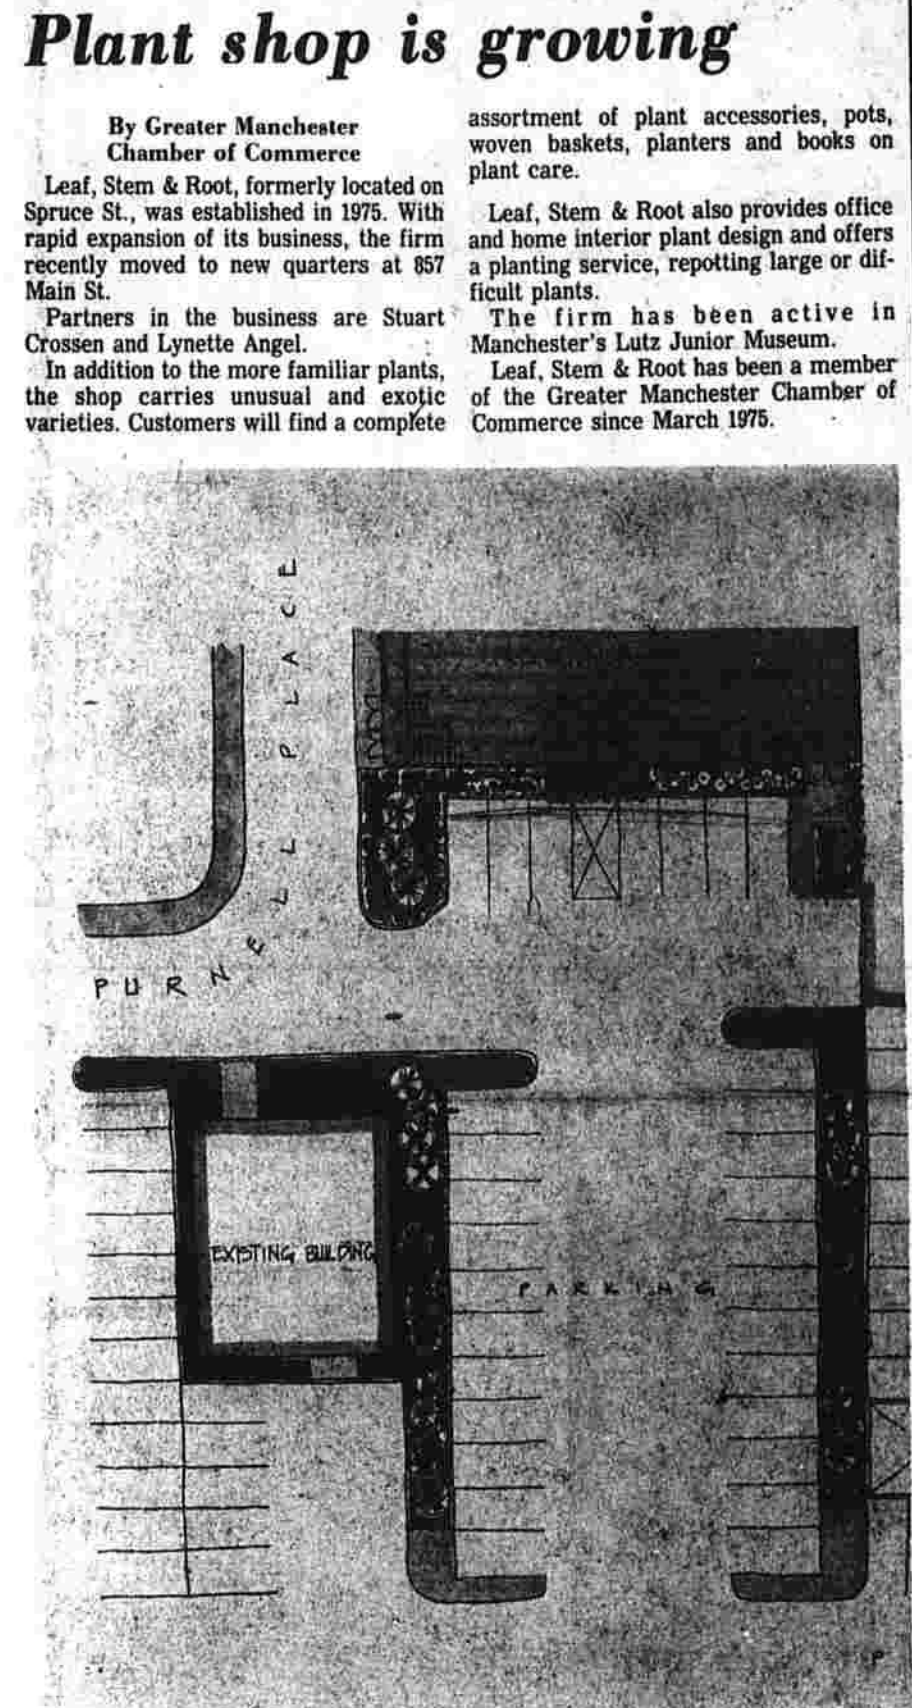 Plant shop is growing
By Greater Manchester
Chamber of Commerce
Leaf, Stem & Root, formerly located on
Spruce St., was established in 1975. With
rapid expansion of its business, the firm
recently moved to new quarters at 857
Main St.
Partners in the business are Stuart
Crossen and Lynette Angel.
In addition to the more familiar plants,
the shop carries unusual and exotic
varieties. Customers will find a complete
assortment of plant accessories, pots,
woven baskets, planters and books on
plant care.
Leaf, Stem & Root also provides office
and home interior plant design and offers
a planting service, repotting large or dif-
ficult plants.
The firm has been active in
Manchester's Lutz Junior Museum.
Leaf, Stem & Root has been a member
of the Greater Manchester Chamber of
Commerce since March 1975.
PURNELL PLACE
EXISTING BUILDING
PARKING
P